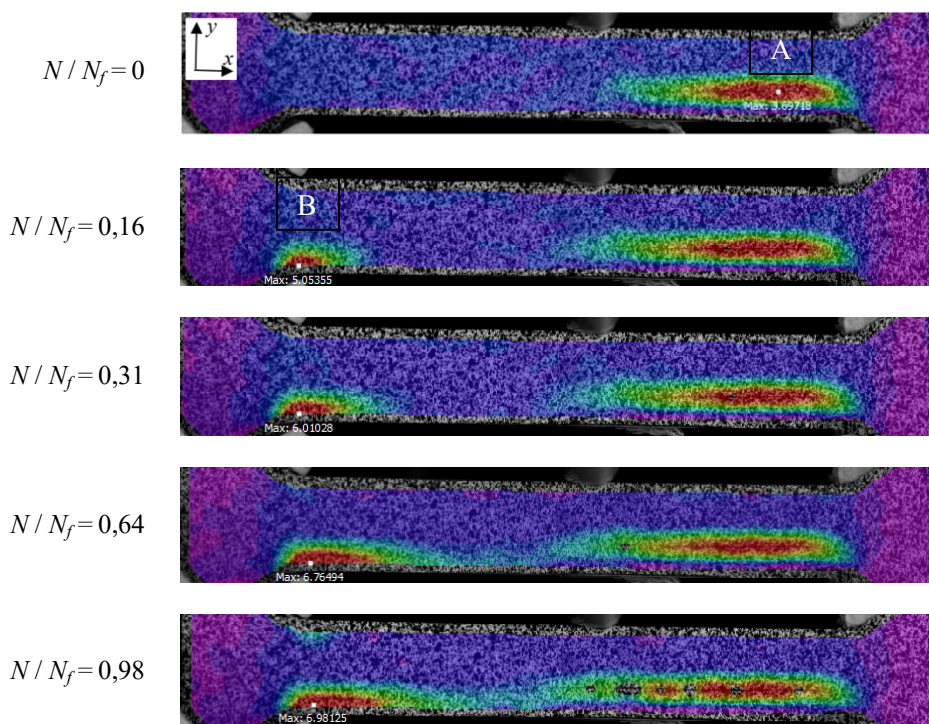 y
x
A
N / Nf = 0
Max: 3.69718
B
N / Nf = 0,16
Max: 5.05355
N / Nf = 0,31
Max: 6.01028
N / Nf = 0,64
Max: 6.76494
N / Nf = 0,98
Max: 6.98125